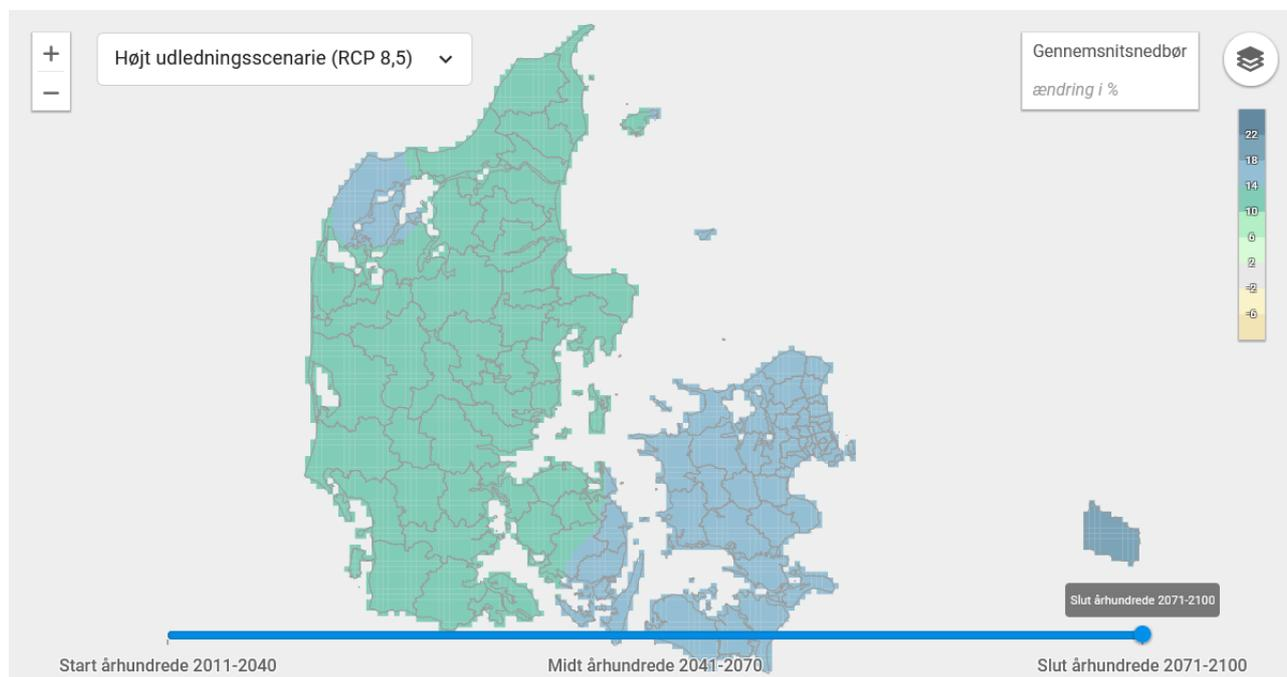 +
Højt udledningsscenarie (RCP 8,5)
−
Gennemsnitsnedbør
ændring i %
22
18
14
10
6
2
-2
-6
Slut århundrede 2071-2100
Start århundrede 2011-2040
Midt århundrede 2041-2070
Slut århundrede 2071-2100